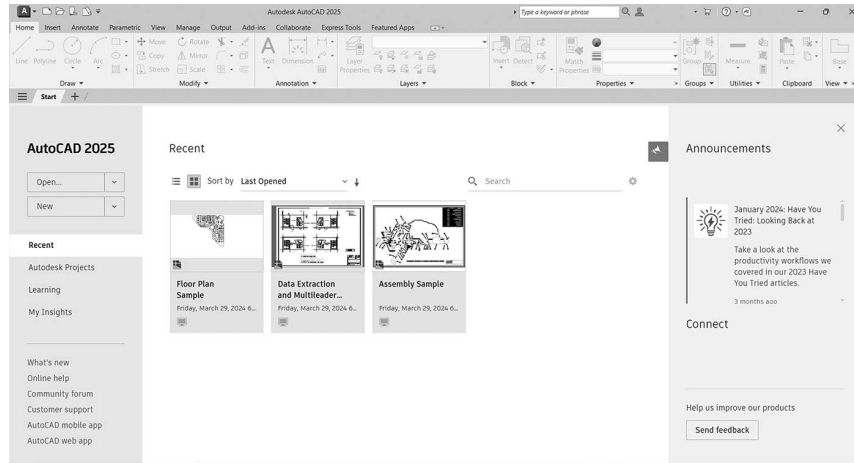 A
Autodesk AutoCAD 2025
Type a keyword or phrase
Home Insert Annotate Parametric View Manage Output Add-ins Collaborate Express Tools Featured Apps
Line Polyline Circle Arc
Move Rotate
Copy Mirror
Stretch Scale
Text Dimension
Layer Properties
Insert Detect
Match Properties
Group
Measure
Paste
Base
Draw Modify Annotation Layers Block Properties Groups Utilities Clipboard View
Start
AutoCAD 2025
Open...
New
Recent
Autodesk Projects
Learning
My Insights
What's new
Online help
Community forum
Customer support
AutoCAD mobile app
AutoCAD web app
Recent
Sort by Last Opened
Search
Floor Plan
Sample
Friday, March 29, 2024 6...
Data Extraction
and Multileader...
Friday, March 29, 2024 6...
Assembly Sample
Friday, March 29, 2024 6...
Announcements
January 2024: Have You
Tried: Looking Back at
2023
Take a look at the
productivity workflows we
covered in our 2023 Have
You Tried articles.
3 months ago
Connect
Help us improve our products
Send feedback